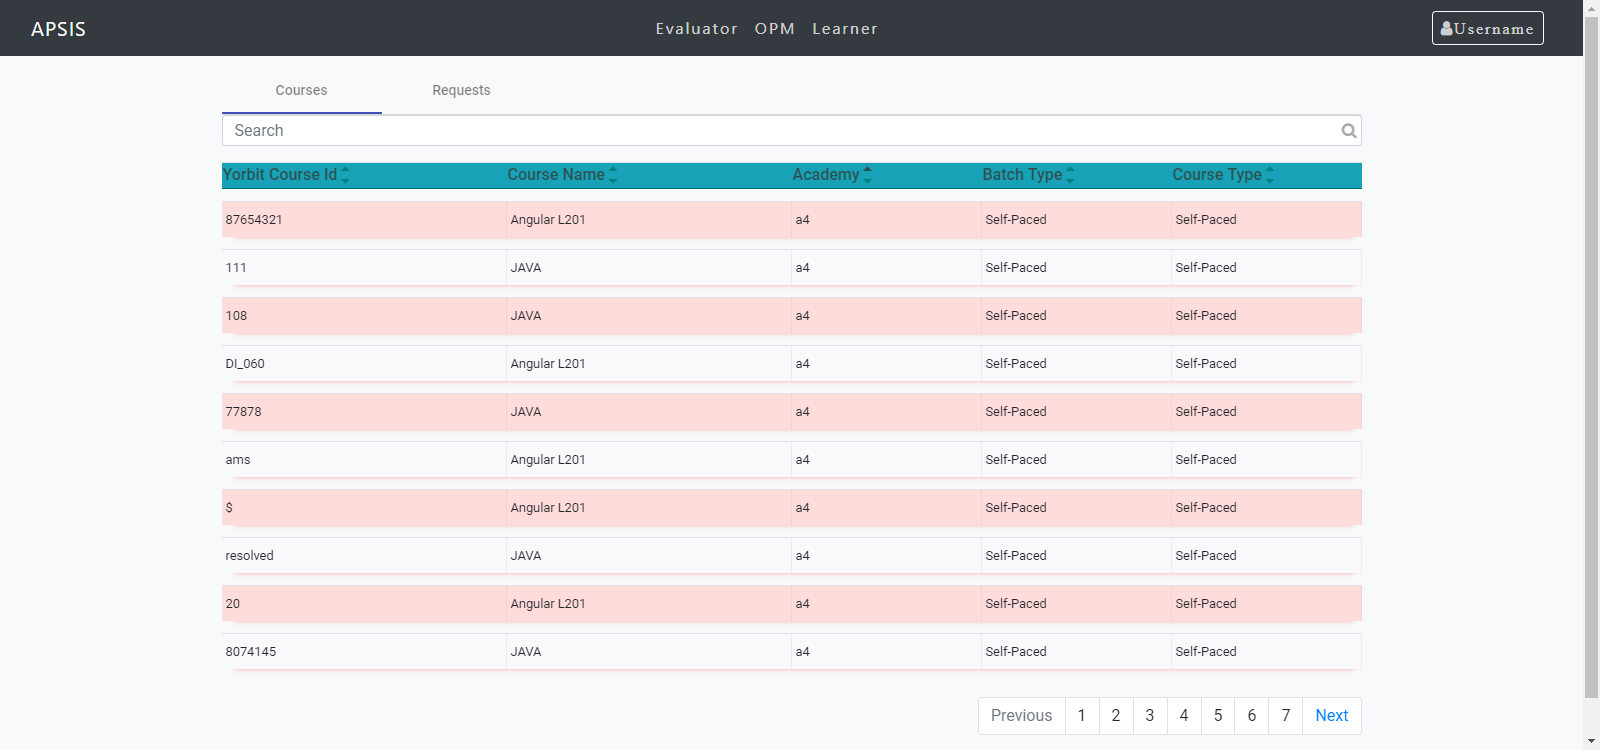 APSIS Evaluator OPM Learner Username
Courses Requests
Search
Yorbit Course Id Course Name Academy Batch Type Course Type
87654321 Angular L201 a4 Self-Paced Self-Paced
111 JAVA a4 Self-Paced Self-Paced
108 JAVA a4 Self-Paced Self-Paced
DI_060 Angular L201 a4 Self-Paced Self-Paced
77878 JAVA a4 Self-Paced Self-Paced
ams Angular L201 a4 Self-Paced Self-Paced
$ Angular L201 a4 Self-Paced Self-Paced
resolved JAVA a4 Self-Paced Self-Paced
20 Angular L201 a4 Self-Paced Self-Paced
8074145 JAVA a4 Self-Paced Self-Paced
Previous 1 2 3 4 5 6 7 Next